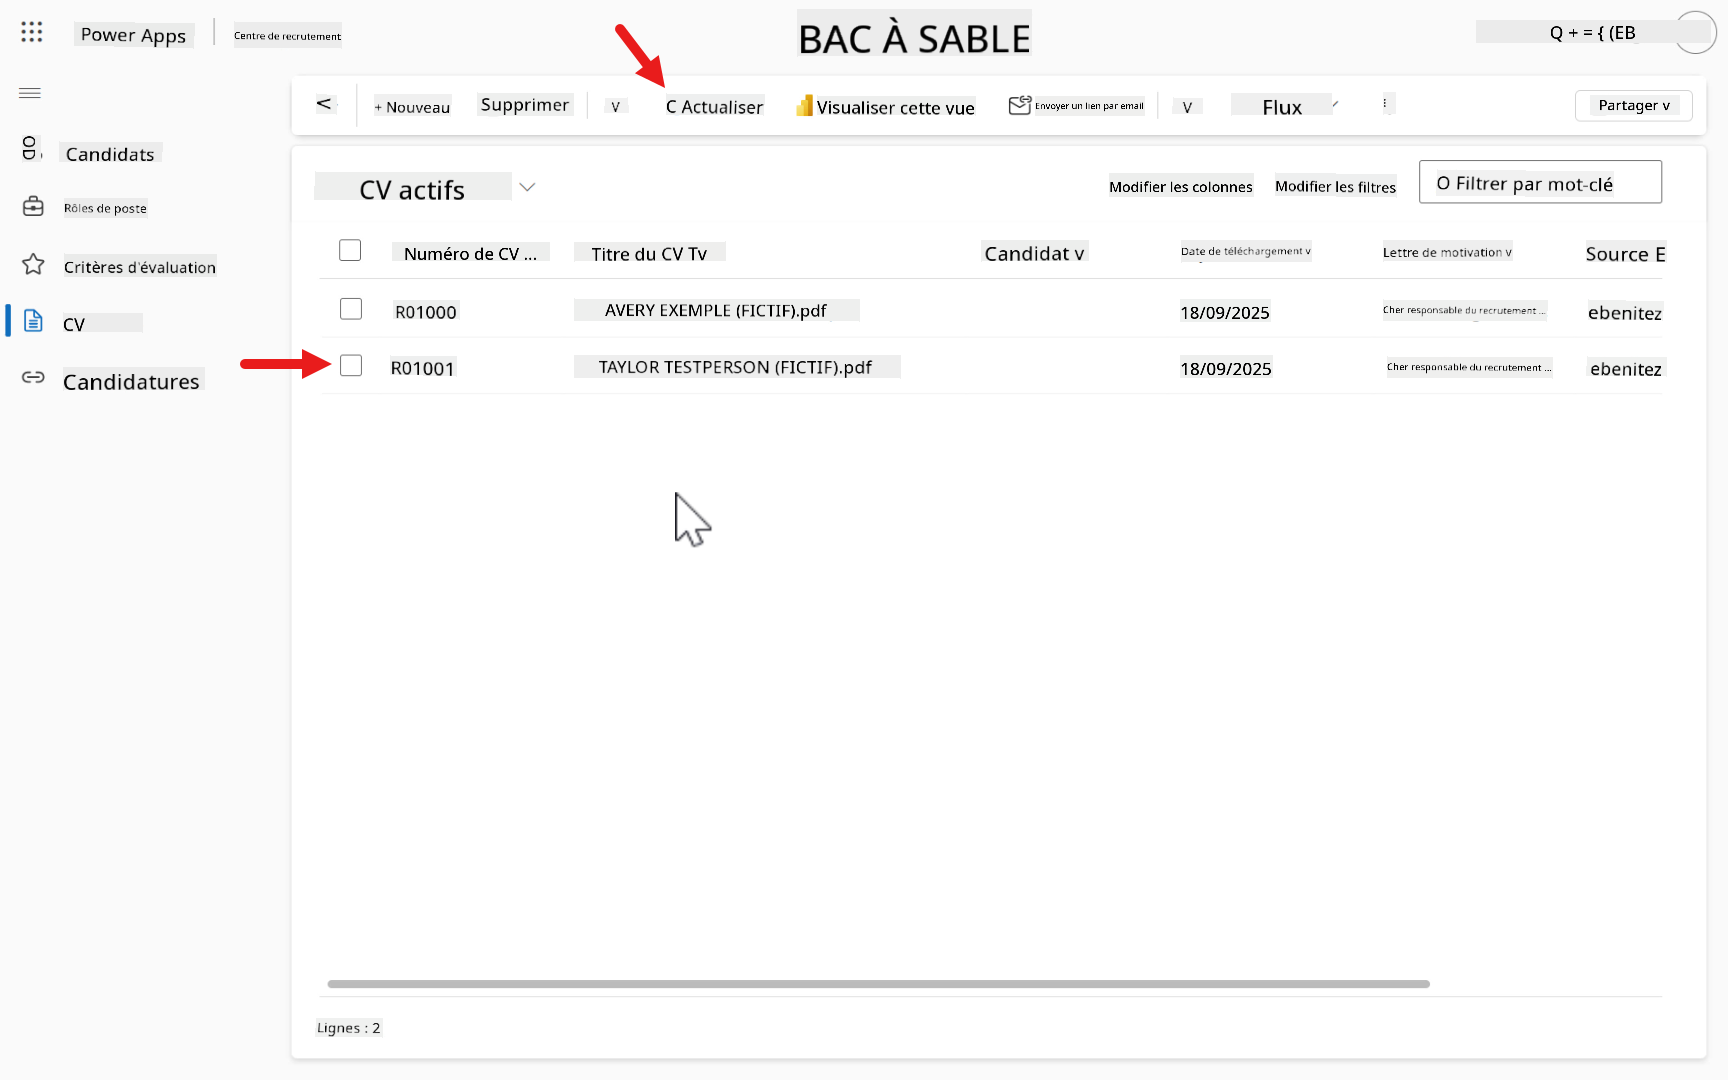 Power Apps
Centre de recrutement
BAC À SABLE
Q + = { (EB
< + Nouveau Supprimer v C Actualiser Visualiser cette vue Envoyer un lien par email v Flux Partager v
Candidats
Rôles de poste
Critères d'évaluation
CV
Candidatures
CV actifs
Modifier les colonnes
Modifier les filtres
O Filtrer par mot-clé
Numéro de CV ... Titre du CV Tv Candidat v Date de téléchargement v Lettre de motivation v Source E
R01000 AVERY EXEMPLE (FICTIF).pdf 18/09/2025 Cher responsable du recrutement ... ebenitez
R01001 TAYLOR TESTPERSON (FICTIF).pdf 18/09/2025 Cher responsable du recrutement ... ebenitez
Lignes : 2